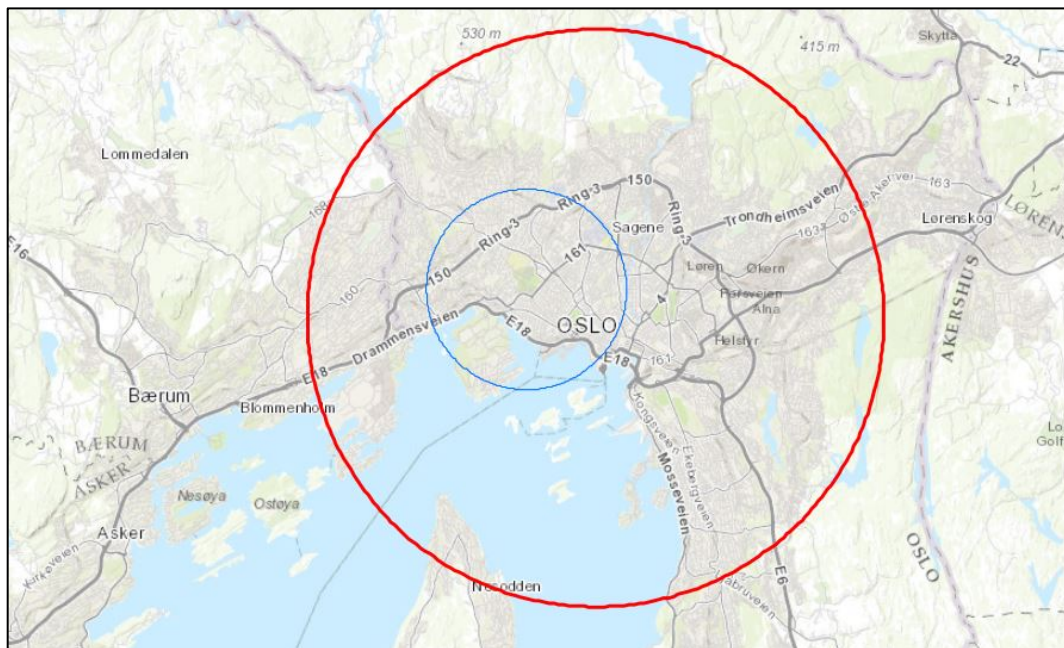 530 m
415 m
Skytta
22
Lommedalen
168
150
Ring-3
150
Ring-3
Ring-3
161
Sagene
Trondheimsveien
Østre Aker vei
163
163
Lørenskog
E16
160
150
Løren
Økern
Alna
4
OSLO
E18
Drammensveien
E18
E18
161
Helsfyr
AKERSHUS
Bærum
Blommenholm
BÆRUM
ASKER
Kongsveien
Ekebergveien
Mosseveien
Nesøya
Ostøya
Asker
Nesodden
E6
OSLO